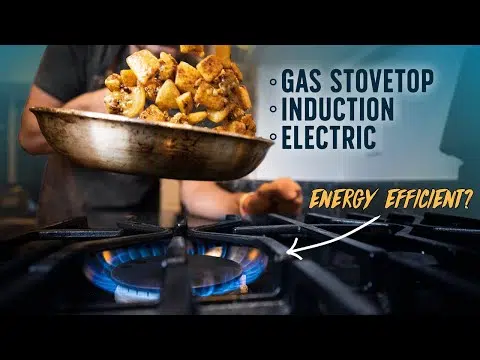 ◦ GAS STOVETOP
◦ INDUCTION
◦ ELECTRIC
ENERGY EFFICIENT?